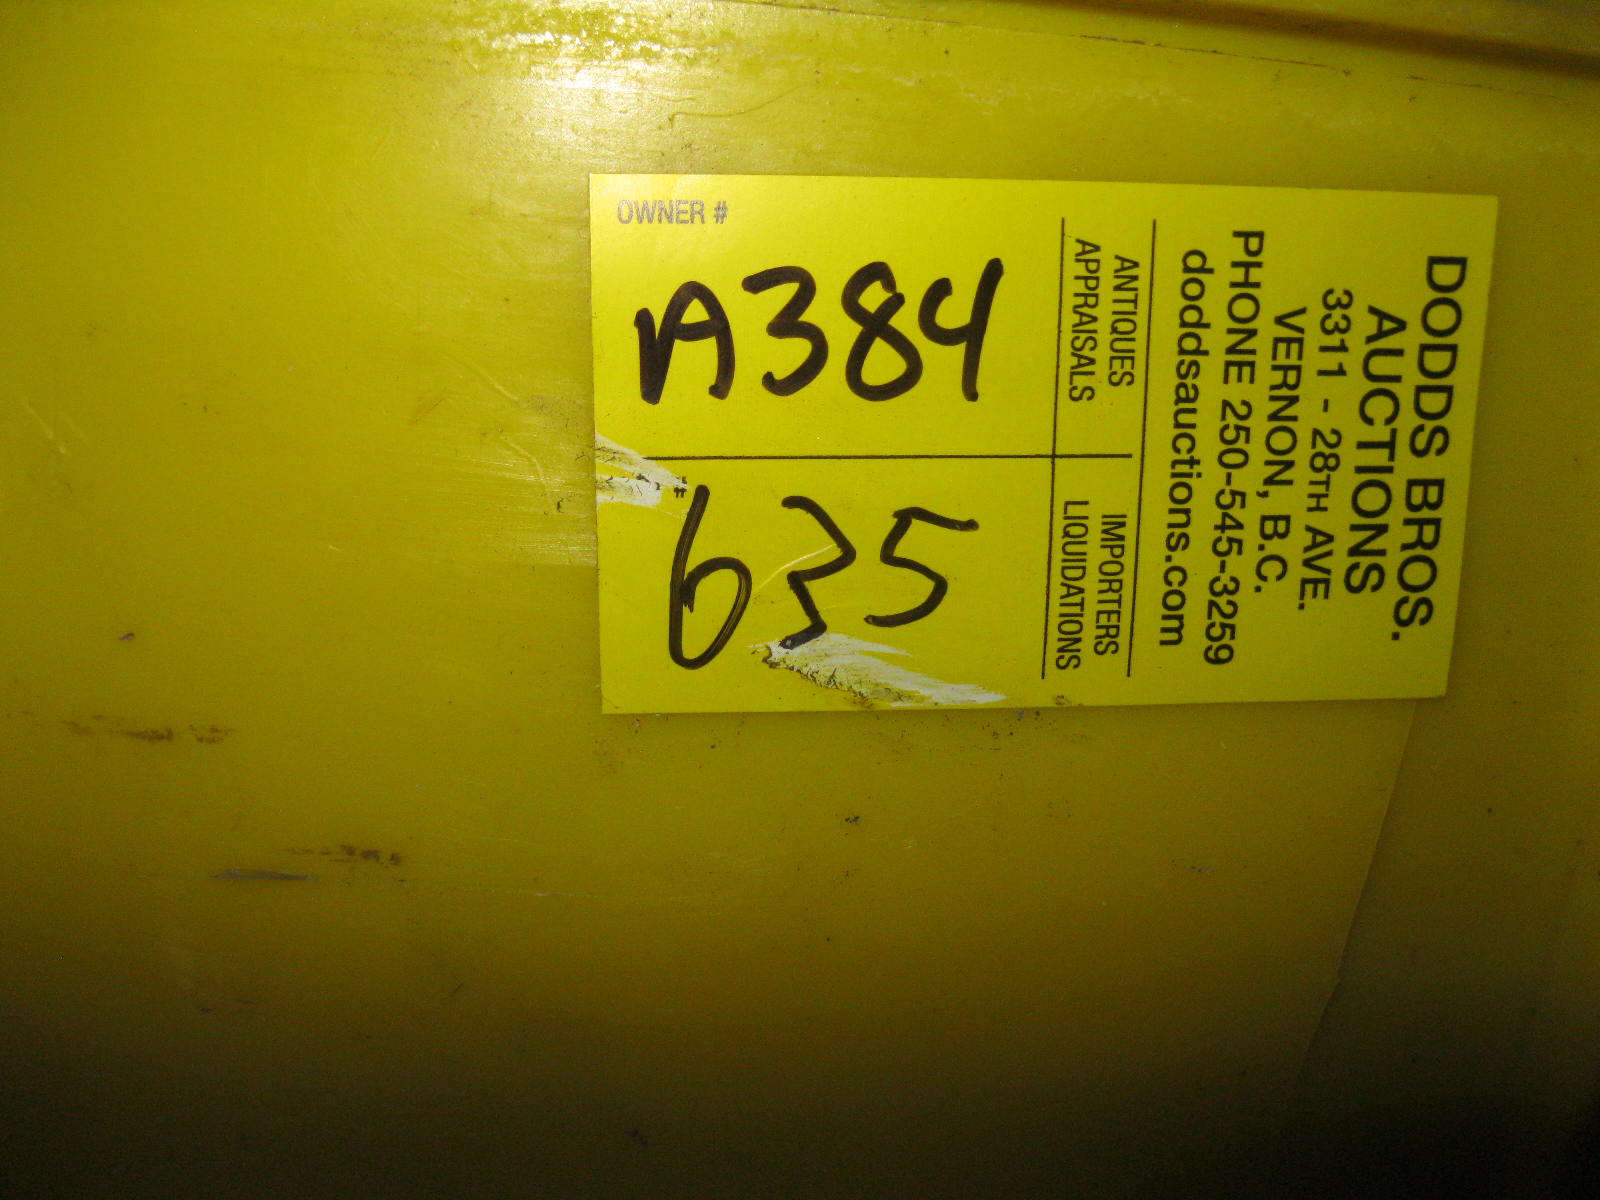 DODDS BROS.
AUCTIONS
3311 - 28TH AVE.
VERNON, B.C.
PHONE 250-545-3259
doddsauctions.com
ANTIQUES
APPRAISALS
IMPORTERS
LIQUIDATIONS
OWNER #
A384
#
635